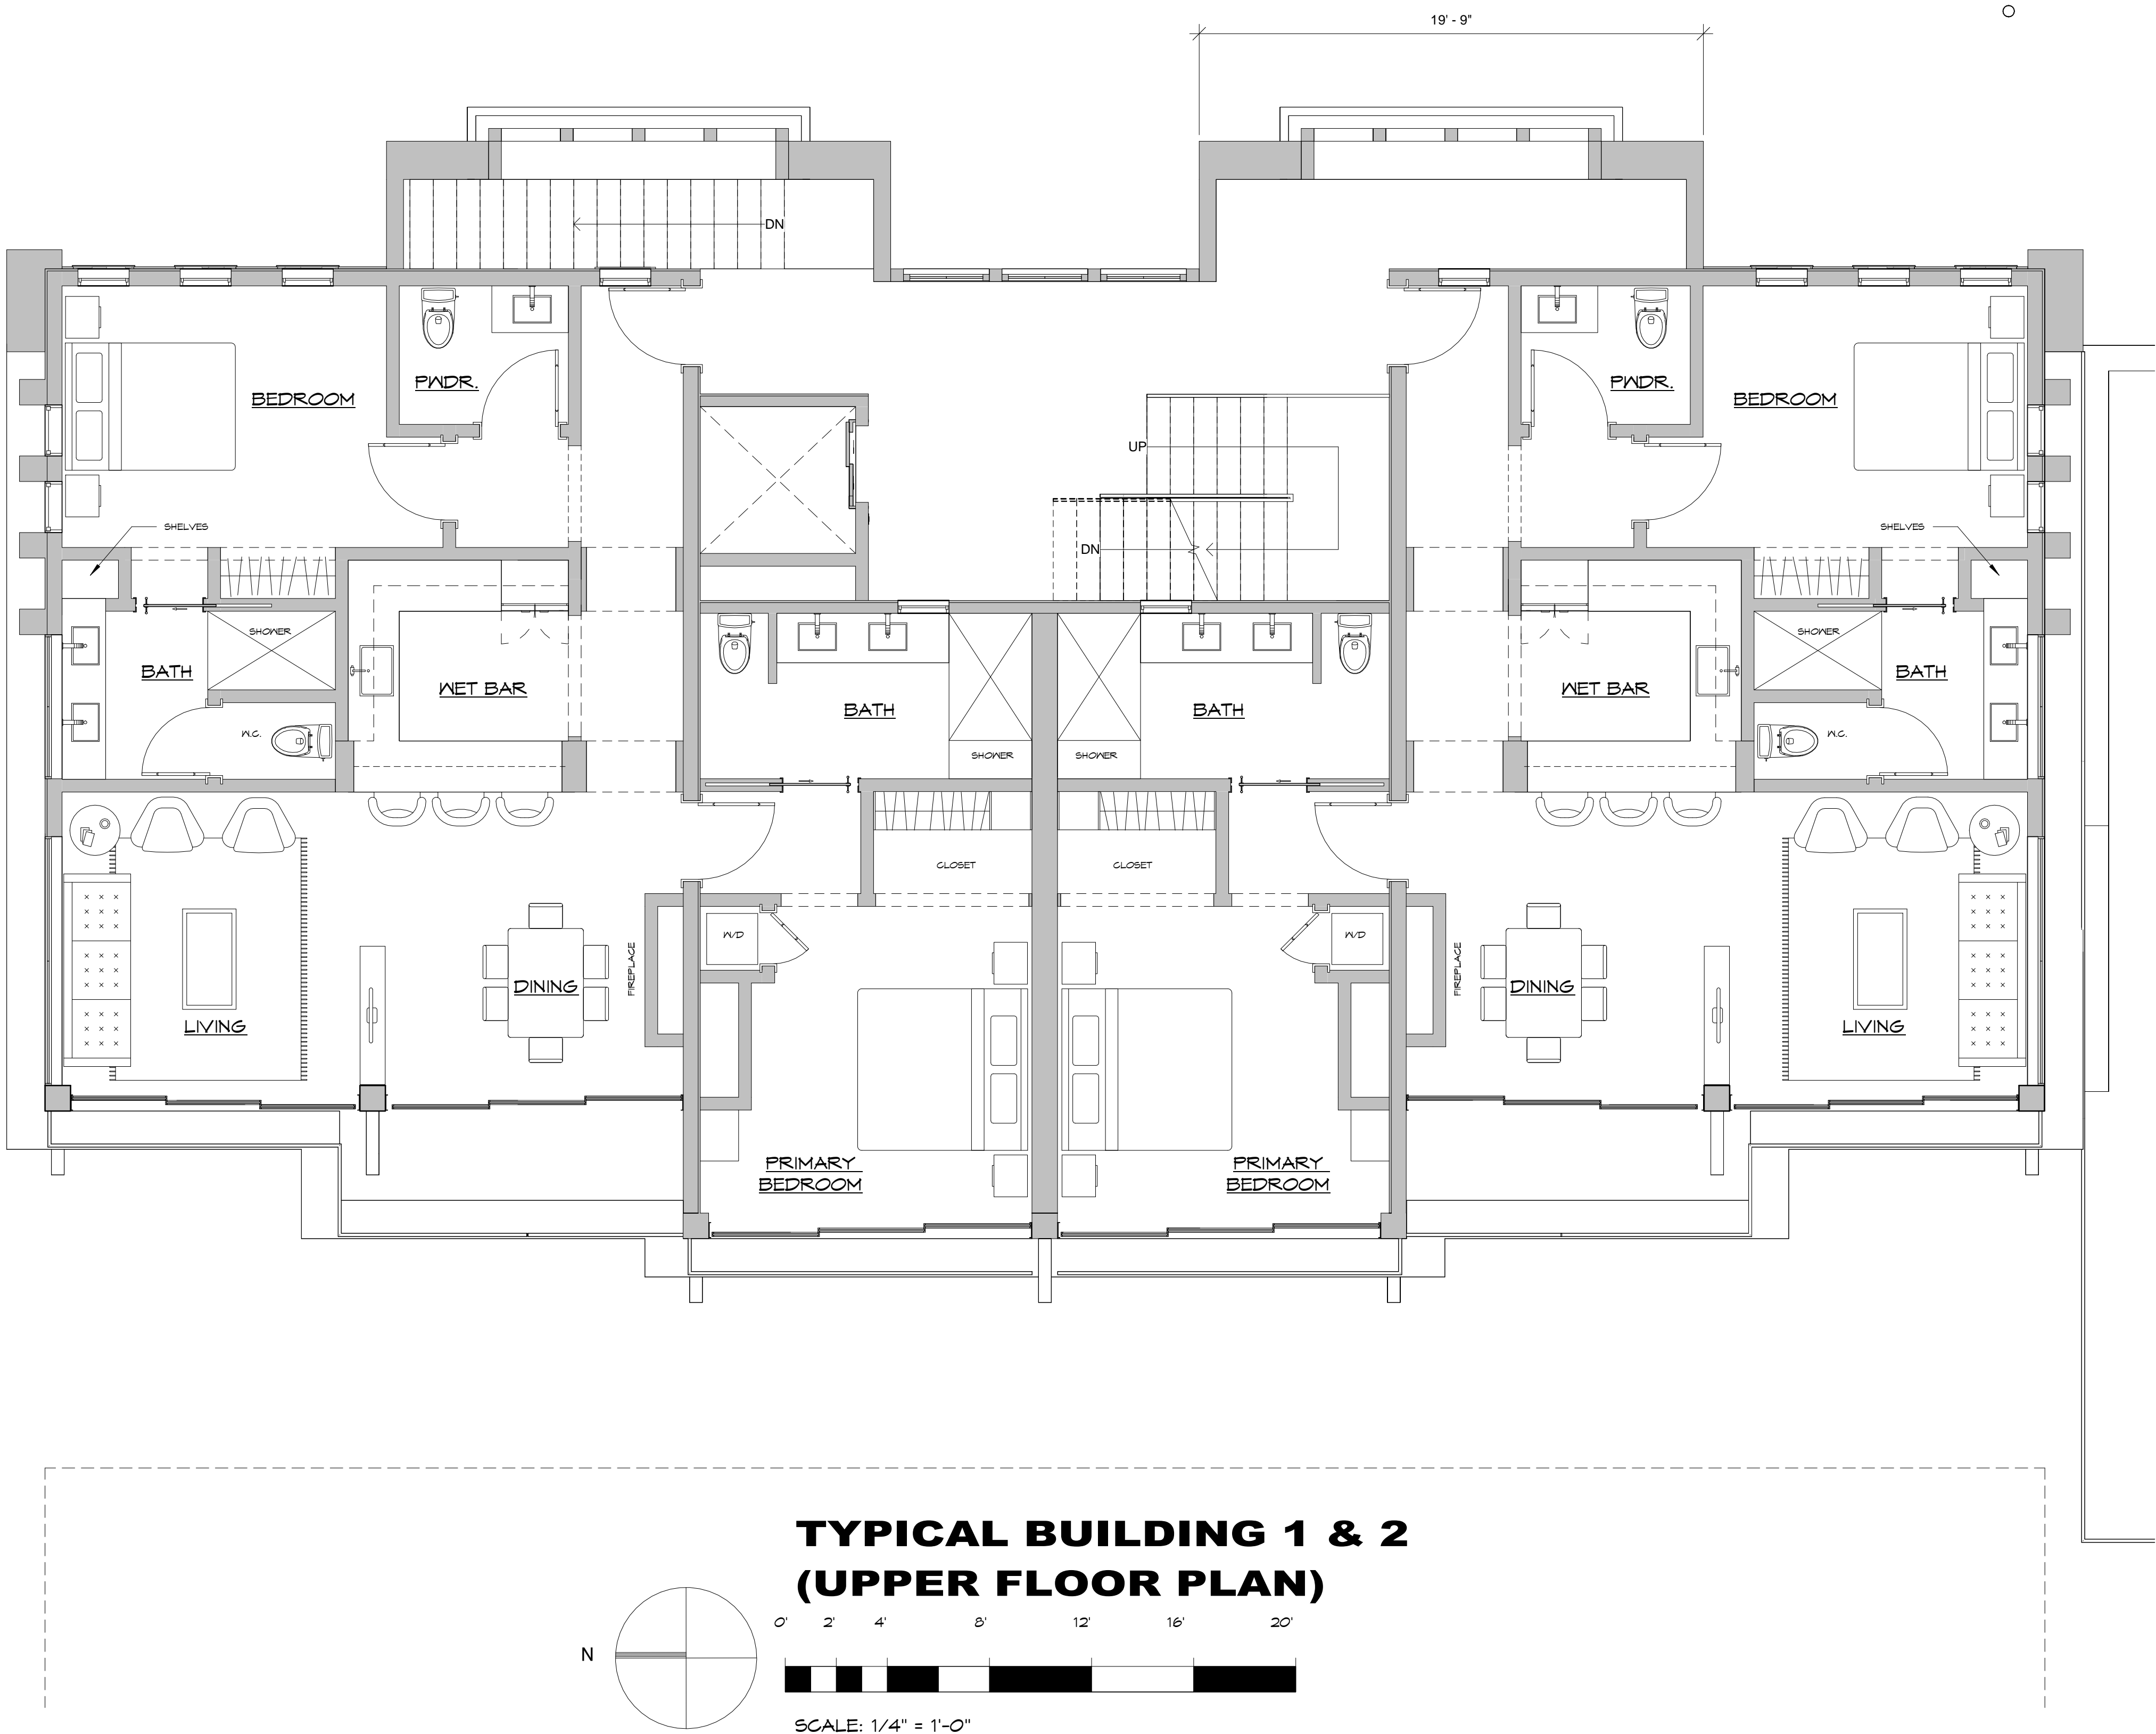 19' - 9"
DN
BEDROOM
PWDR.
PWDR.
BEDROOM
UP
SHELVES
DN
SHELVES
SHOWER
SHOWER
BATH
WET BAR
WET BAR
BATH
BATH
BATH
W.C.
W.C.
SHOWER
SHOWER
CLOSET
CLOSET
W/D
W/D
FIREPLACE
FIREPLACE
DINING
DINING
LIVING
LIVING
PRIMARY
BEDROOM
PRIMARY
BEDROOM
TYPICAL BUILDING 1 & 2
(UPPER FLOOR PLAN)
0' 2' 4' 8' 12' 16' 20'
N
SCALE: 1/4" = 1'-0"